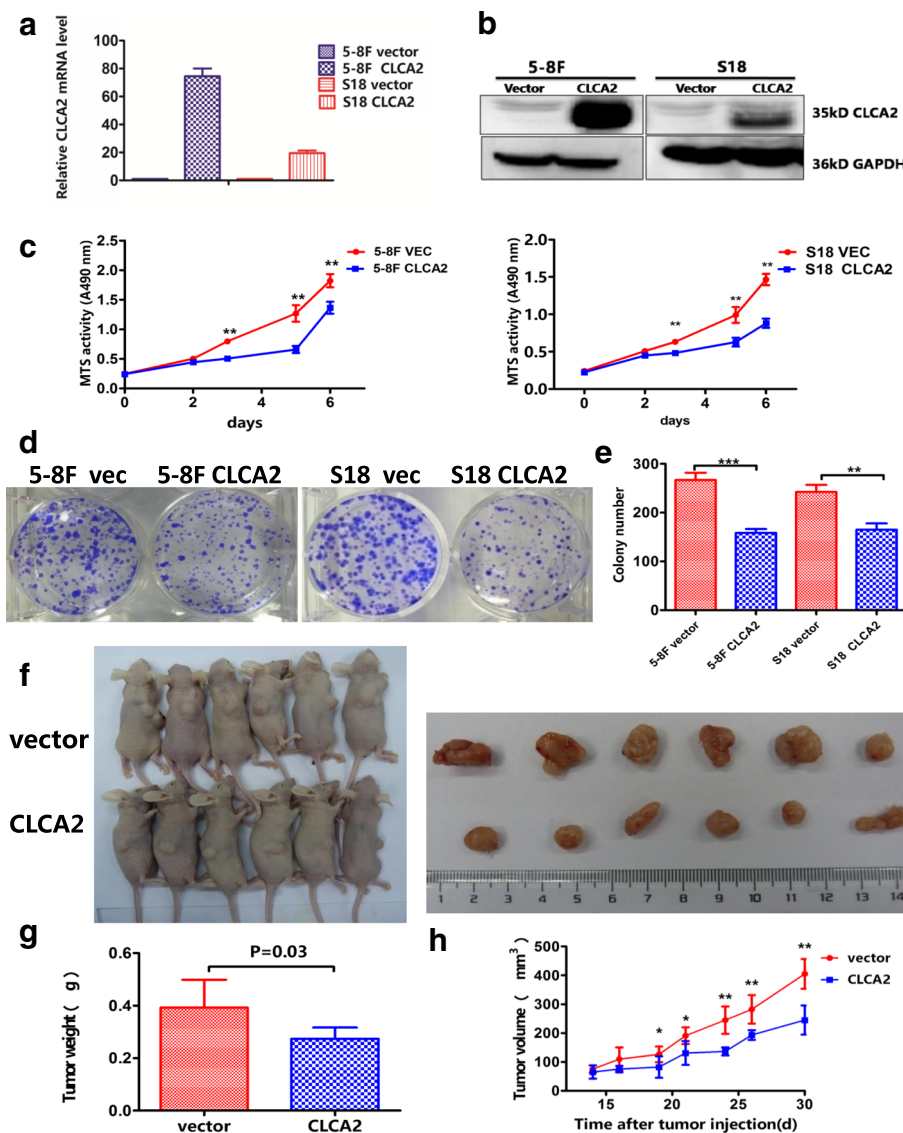 a
Relative CLCA2 mRNA level
100
80
60
40
20
0
5-8F vector
5-8F CLCA2
S18 vector
S18 CLCA2
b
5-8F
S18
Vector
CLCA2
Vector
CLCA2
35kD CLCA2
36kD GAPDH
c
MTS activity (A490 nm)
2.5
2.0
1.5
1.0
0.5
0.0
**
**
**
5-8F VEC
5-8F CLCA2
0 2 4 6
days
MTS activity (A490 nm)
2.0
1.5
1.0
0.5
0.0
**
**
**
S18 VEC
S18 CLCA2
0 2 4 6
days
d
5-8F vec 5-8F CLCA2 S18 vec S18 CLCA2
e
Colony number
300
200
100
0
***
**
5-8F vector
5-8F CLCA2
S18 vector
S18 CLCA2
f
vector
CLCA2
1 2 3 4 5 6 7 8 9 10 11 12 13 14
g
Tumor weight( g)
0.6
0.4
0.2
0.0
P=0.03
vector CLCA2
h
Tumor volume( mm³)
500
400
300
200
100
0
*
*
**
**
**
vector
CLCA2
15 20 25 30
Time after tumor injection(d)